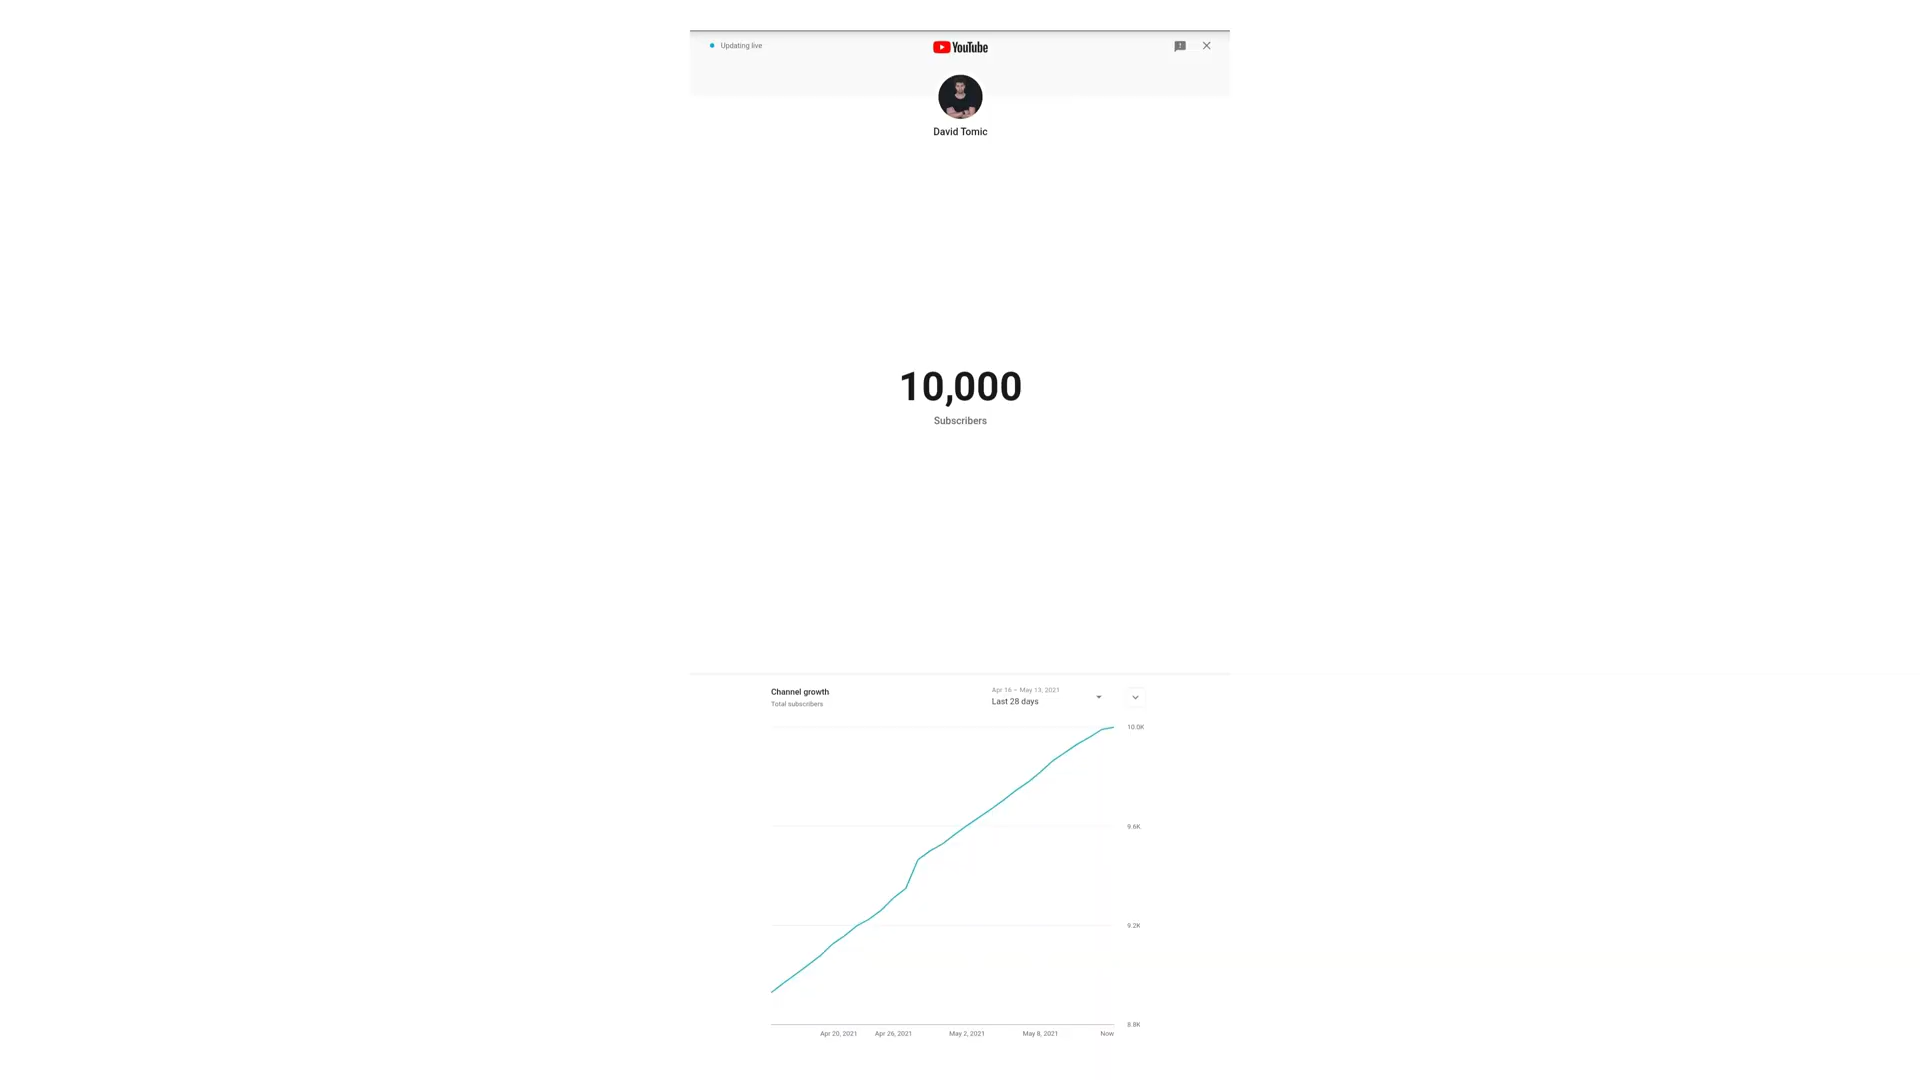 Updating live
YouTube
David Tomic
10,000
Subscribers
Channel growth
Total subscribers
Apr 16 – May 13, 2021
Last 28 days
10.0K
9.6K
9.2K
8.8K
Apr 20, 2021
Apr 26, 2021
May 2, 2021
May 8, 2021
Now